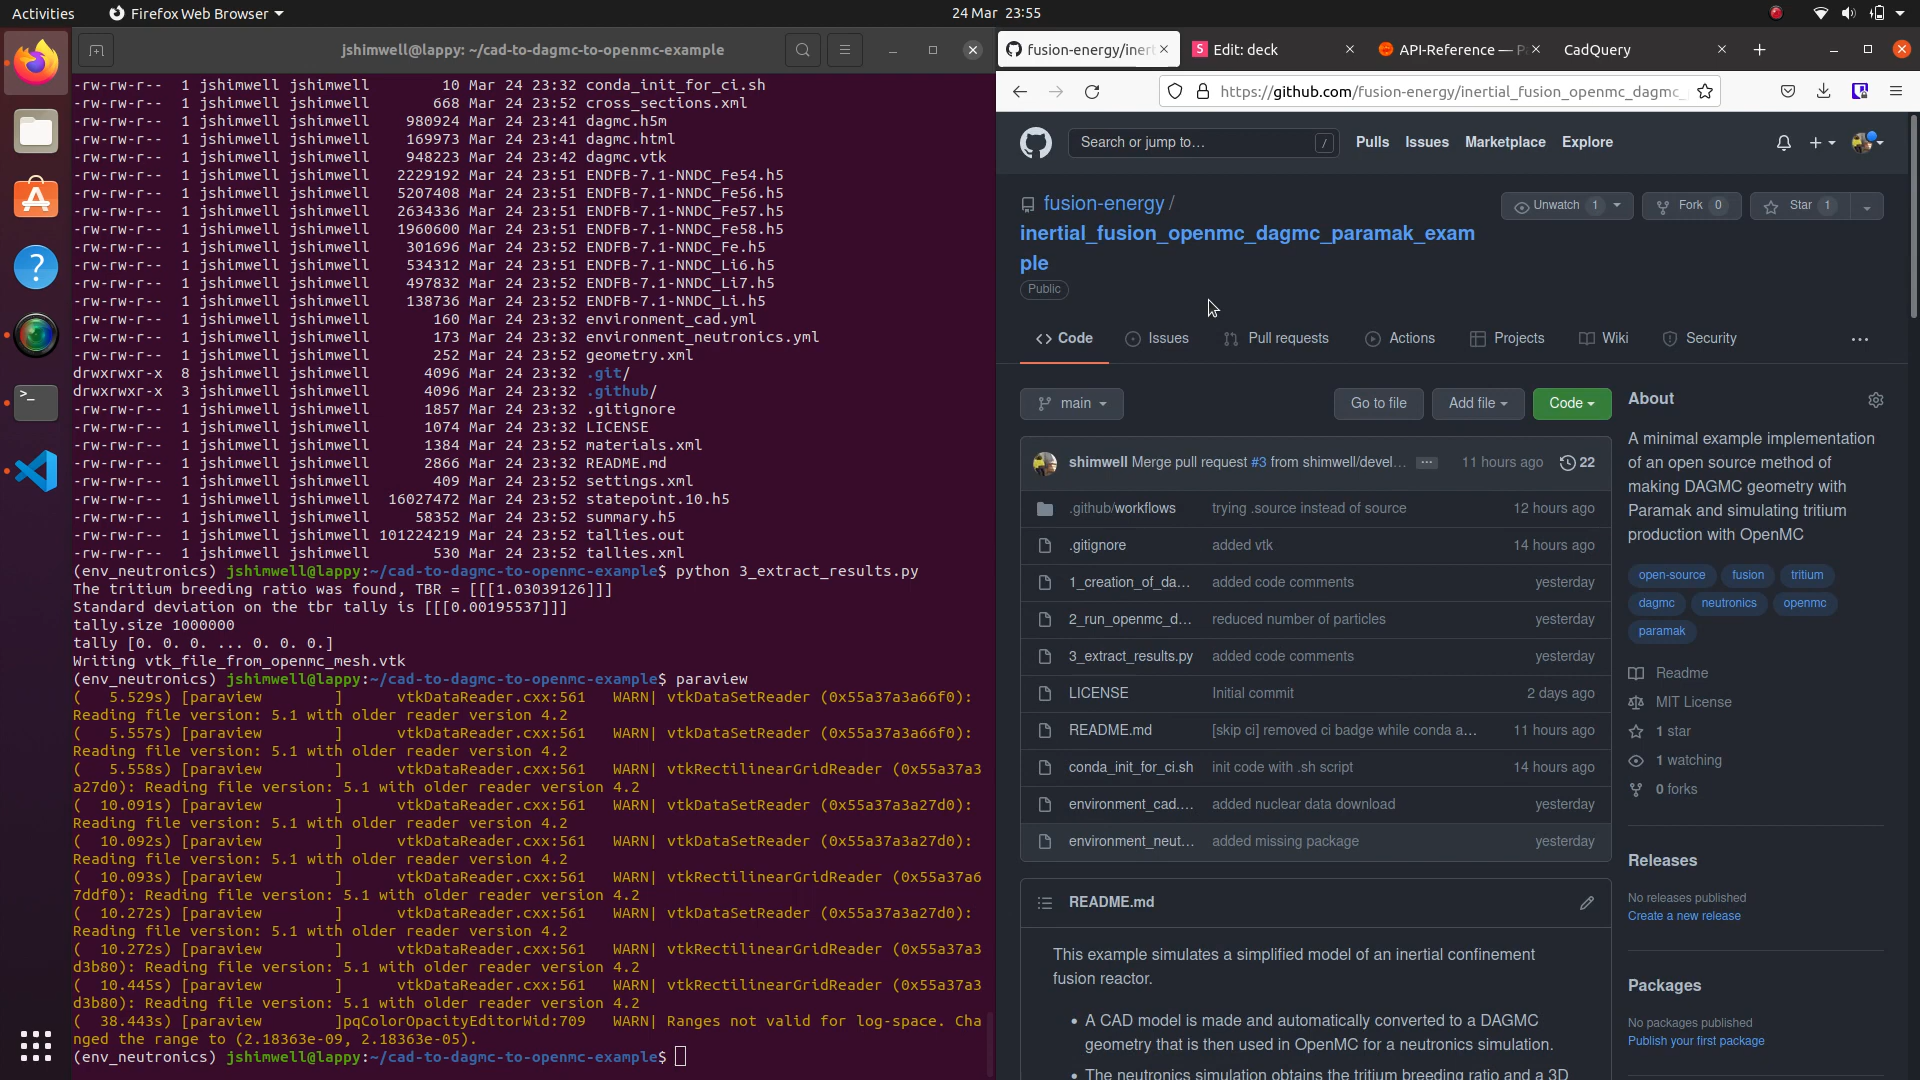 Activities
Firefox Web Browser
24 Mar 23:55
jshimwell@lappy: ~/cad-to-dagmc-to-openmc-example
-rw-rw-r-- 1 jshimwell jshimwell 10 Mar 24 23:32 conda_init_for_ci.sh
-rw-rw-r-- 1 jshimwell jshimwell 668 Mar 24 23:52 cross_sections.xml
-rw-rw-r-- 1 jshimwell jshimwell 980924 Mar 24 23:41 dagmc.h5m
-rw-rw-r-- 1 jshimwell jshimwell 169973 Mar 24 23:41 dagmc.html
-rw-rw-r-- 1 jshimwell jshimwell 948223 Mar 24 23:42 dagmc.vtk
-rw-rw-r-- 1 jshimwell jshimwell 2229192 Mar 24 23:51 ENDFB-7.1-NNDC_Fe54.h5
-rw-rw-r-- 1 jshimwell jshimwell 5207408 Mar 24 23:51 ENDFB-7.1-NNDC_Fe56.h5
-rw-rw-r-- 1 jshimwell jshimwell 2634336 Mar 24 23:51 ENDFB-7.1-NNDC_Fe57.h5
-rw-rw-r-- 1 jshimwell jshimwell 1960600 Mar 24 23:51 ENDFB-7.1-NNDC_Fe58.h5
-rw-rw-r-- 1 jshimwell jshimwell 301696 Mar 24 23:52 ENDFB-7.1-NNDC_Fe.h5
-rw-rw-r-- 1 jshimwell jshimwell 534312 Mar 24 23:51 ENDFB-7.1-NNDC_Li6.h5
-rw-rw-r-- 1 jshimwell jshimwell 497832 Mar 24 23:52 ENDFB-7.1-NNDC_Li7.h5
-rw-rw-r-- 1 jshimwell jshimwell 138736 Mar 24 23:52 ENDFB-7.1-NNDC_Li.h5
-rw-rw-r-- 1 jshimwell jshimwell 160 Mar 24 23:32 environment_cad.yml
-rw-rw-r-- 1 jshimwell jshimwell 173 Mar 24 23:32 environment_neutronics.yml
-rw-rw-r-- 1 jshimwell jshimwell 252 Mar 24 23:52 geometry.xml
drwxrwxr-x 8 jshimwell jshimwell 4096 Mar 24 23:32 .git/
drwxrwxr-x 3 jshimwell jshimwell 4096 Mar 24 23:32 .github/
-rw-rw-r-- 1 jshimwell jshimwell 1857 Mar 24 23:32 .gitignore
-rw-rw-r-- 1 jshimwell jshimwell 1074 Mar 24 23:32 LICENSE
-rw-rw-r-- 1 jshimwell jshimwell 1384 Mar 24 23:52 materials.xml
-rw-rw-r-- 1 jshimwell jshimwell 2866 Mar 24 23:32 README.md
-rw-rw-r-- 1 jshimwell jshimwell 409 Mar 24 23:52 settings.xml
-rw-rw-r-- 1 jshimwell jshimwell 16027472 Mar 24 23:52 statepoint.10.h5
-rw-rw-r-- 1 jshimwell jshimwell 58352 Mar 24 23:52 summary.h5
-rw-rw-r-- 1 jshimwell jshimwell 101224219 Mar 24 23:52 tallies.out
-rw-rw-r-- 1 jshimwell jshimwell 530 Mar 24 23:52 tallies.xml
(env_neutronics) jshimwell@lappy:~/cad-to-dagmc-to-openmc-example$ python 3_extract_results.py
The tritium breeding ratio was found, TBR = [[[1.03039126]]]
Standard deviation on the tbr tally is [[[0.00195537]]]
tally.size 1000000
tally [0. 0. 0. ... 0. 0. 0.]
Writing vtk_file_from_openmc_mesh.vtk
(env_neutronics) jshimwell@lappy:~/cad-to-dagmc-to-openmc-example$ paraview
( 5.529s) [paraview ] vtkDataReader.cxx:561 WARN| vtkDataSetReader (0x55a37a3a66f0):
Reading file version: 5.1 with older reader version 4.2
( 5.557s) [paraview ] vtkDataReader.cxx:561 WARN| vtkDataSetReader (0x55a37a3a66f0):
Reading file version: 5.1 with older reader version 4.2
( 5.558s) [paraview ] vtkDataReader.cxx:561 WARN| vtkRectilinearGridReader (0x55a37a3
a27d0): Reading file version: 5.1 with older reader version 4.2
( 10.091s) [paraview ] vtkDataReader.cxx:561 WARN| vtkDataSetReader (0x55a37a3a27d0):
Reading file version: 5.1 with older reader version 4.2
( 10.092s) [paraview ] vtkDataReader.cxx:561 WARN| vtkDataSetReader (0x55a37a3a27d0):
Reading file version: 5.1 with older reader version 4.2
( 10.093s) [paraview ] vtkDataReader.cxx:561 WARN| vtkRectilinearGridReader (0x55a37a6
7ddf0): Reading file version: 5.1 with older reader version 4.2
( 10.272s) [paraview ] vtkDataReader.cxx:561 WARN| vtkDataSetReader (0x55a37a3a27d0):
Reading file version: 5.1 with older reader version 4.2
( 10.272s) [paraview ] vtkDataReader.cxx:561 WARN| vtkRectilinearGridReader (0x55a37a3
d3b80): Reading file version: 5.1 with older reader version 4.2
( 10.445s) [paraview ] vtkDataReader.cxx:561 WARN| vtkRectilinearGridReader (0x55a37a3
d3b80): Reading file version: 5.1 with older reader version 4.2
( 38.443s) [paraview ]pqColorOpacityEditorWid:709 WARN| Ranges not valid for log-space. Cha
nged the range to (2.18363e-09, 2.18363e-05).
(env_neutronics) jshimwell@lappy:~/cad-to-dagmc-to-openmc-example$
fusion-energy/iner
Edit: deck
API-Reference — P
CadQuery
https://github.com/fusion-energy/inertial_fusion_openmc_dagmc_
Search or jump to…
/
Pulls
Issues
Marketplace
Explore
fusion-energy /
inertial_fusion_openmc_dagmc_paramak_exam
ple
Public
Unwatch 1
Fork 0
Star 1
Code
Issues
Pull requests
Actions
Projects
Wiki
Security
main
Go to file
Add file
Code
shimwell Merge pull request #3 from shimwell/devel… ... 11 hours ago 22
.github/workflows trying .source instead of source 12 hours ago
.gitignore added vtk 14 hours ago
1_creation_of_da… added code comments yesterday
2_run_openmc_d… reduced number of particles yesterday
3_extract_results.py added code comments yesterday
LICENSE Initial commit 2 days ago
README.md [skip ci] removed ci badge while conda a… 11 hours ago
conda_init_for_ci.sh init code with .sh script 14 hours ago
environment_cad.… added nuclear data download yesterday
environment_neut… added missing package yesterday
README.md
This example simulates a simplified model of an inertial confinement
fusion reactor.
• A CAD model is made and automatically converted to a DAGMC
geometry that is then used in OpenMC for a neutronics simulation.
• The neutronics simulation obtains the tritium breeding ratio and a 3D
About
A minimal example implementation
of an open source method of
making DAGMC geometry with
Paramak and simulating tritium
production with OpenMC
open-source
fusion
tritium
dagmc
neutronics
openmc
paramak
Readme
MIT License
1 star
1 watching
0 forks
Releases
No releases published
Create a new release
Packages
No packages published
Publish your first package